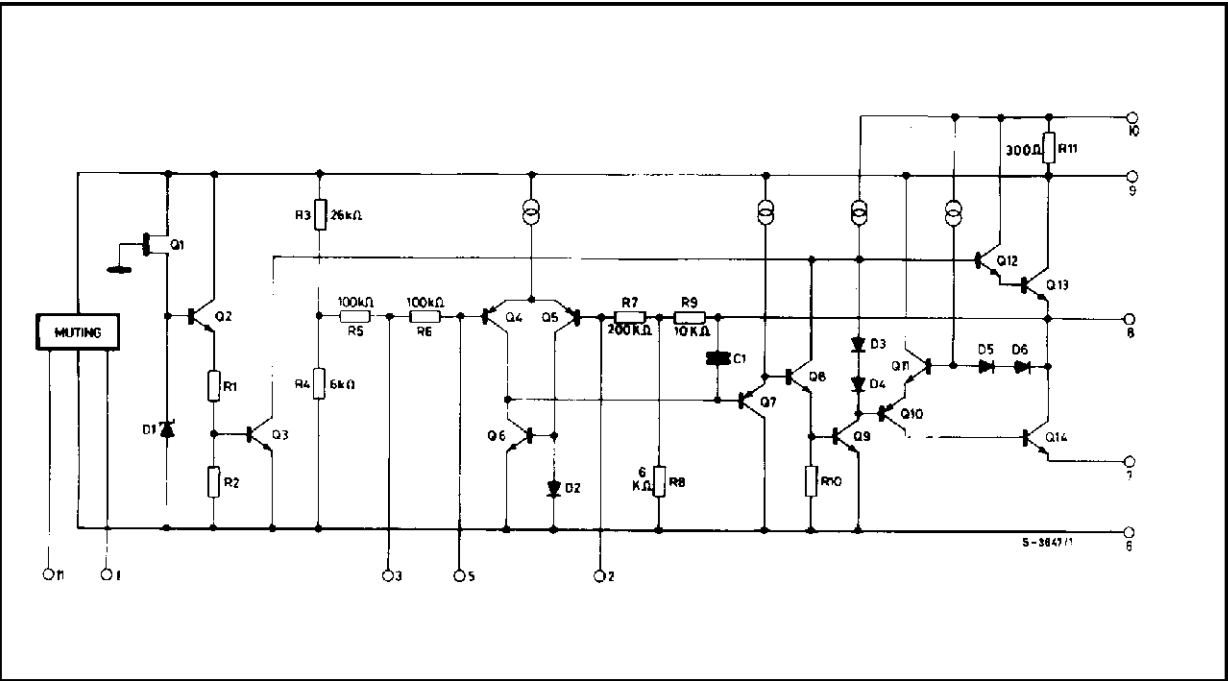 10
300Ω R11
9
R3 26kΩ
Q1
Q12
Q13
100kΩ 100kΩ R7 R9
MUTING Q2 R5 R6 Q4 Q5 200KΩ 10KΩ 8
C1 D3 D5 D6
R1 R4 6kΩ Q8 D4 Q11
Q7 Q10
D1 Q3 Q6 Q9 Q14
R2 D2 6 KΩ R8 R10 7
S-3647/1 6
11 1 3 5 2